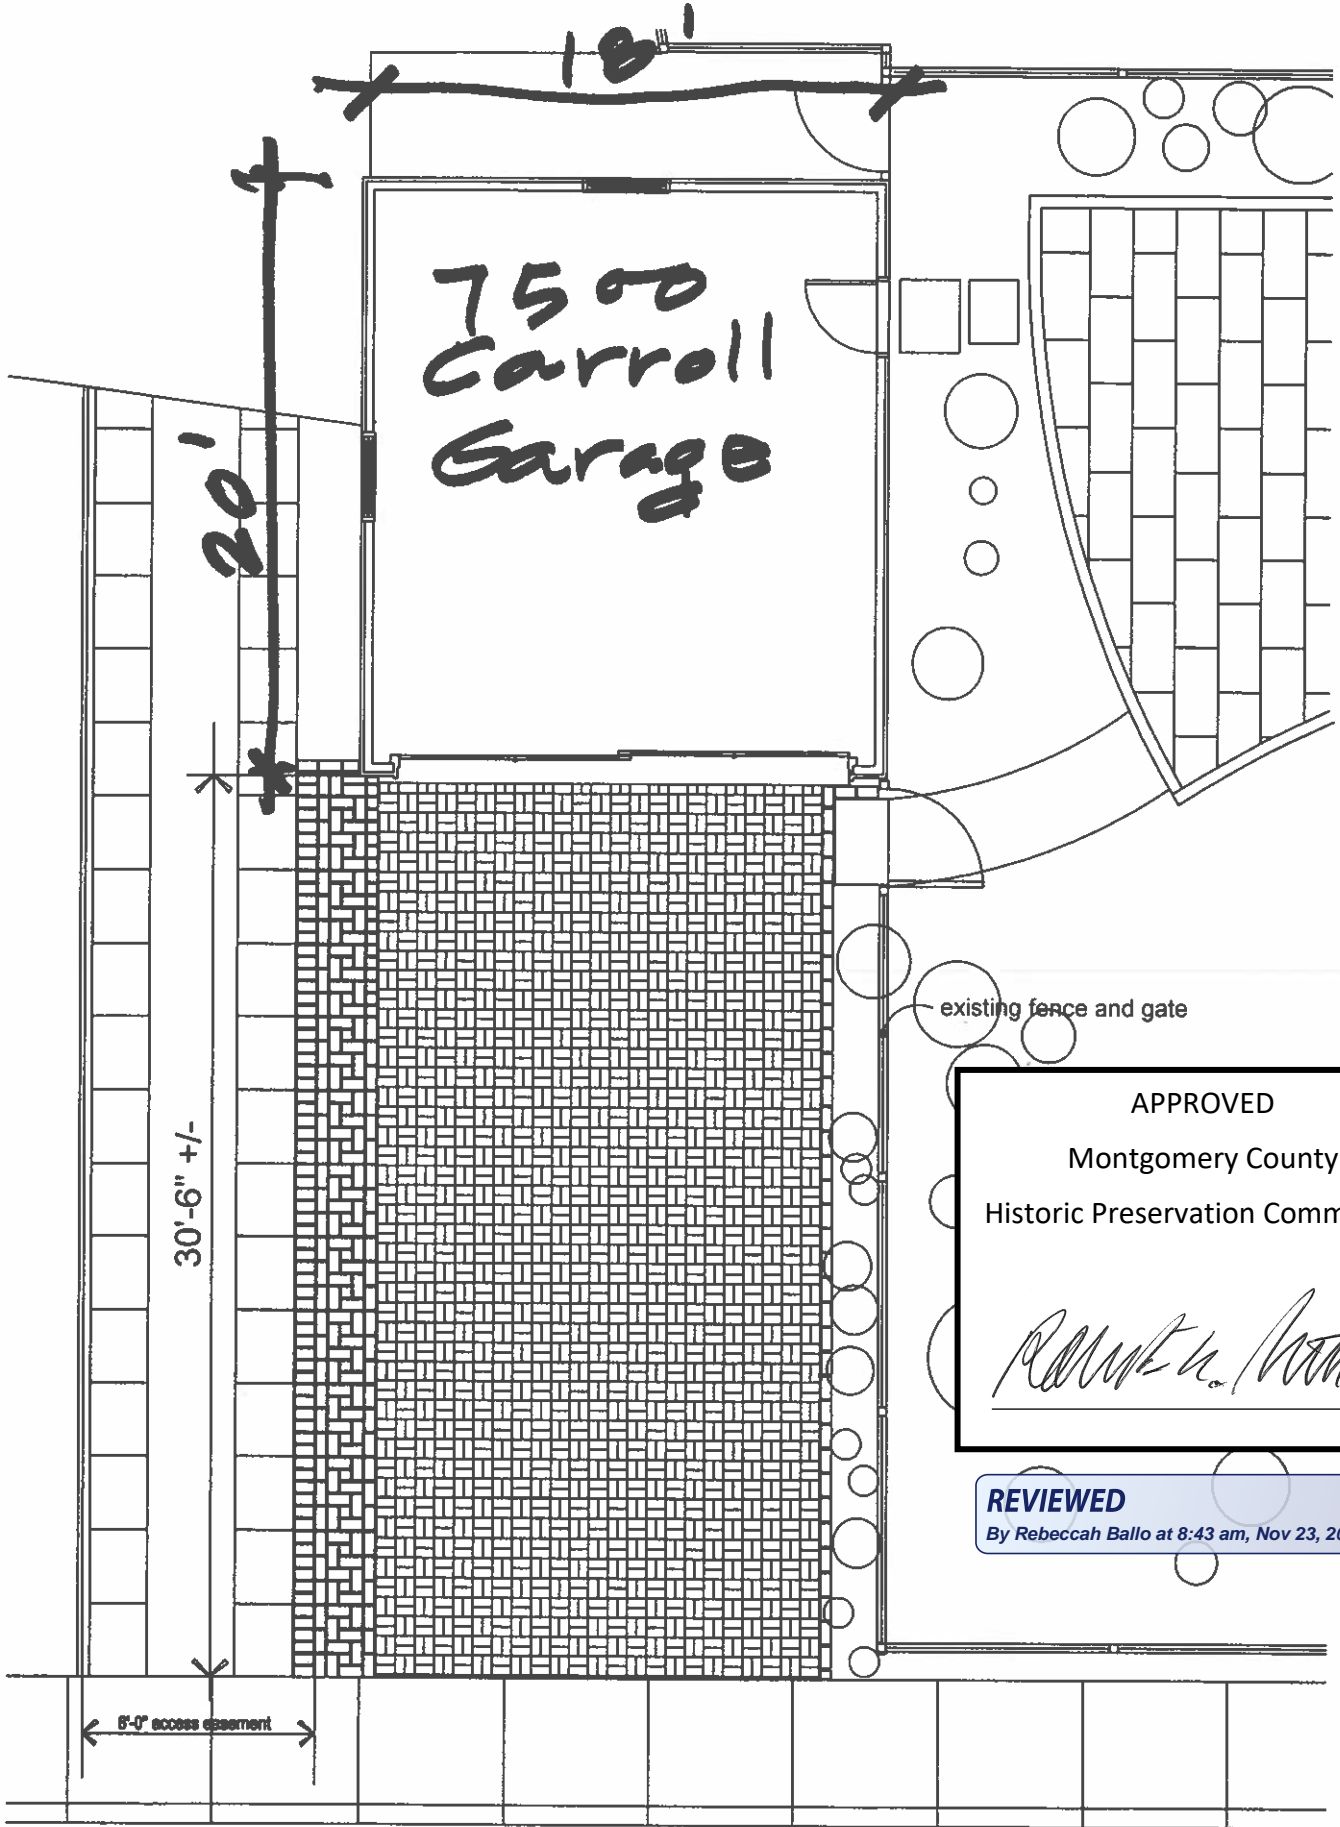 18'
7500
Carroll
Garage
20'
existing fence and gate
APPROVED
Montgomery County
Historic Preservation Comm
30'-6" +/-
REVIEWED
By Rebeccah Ballo at 8:43 am, Nov 23, 20
8'-0" access easement